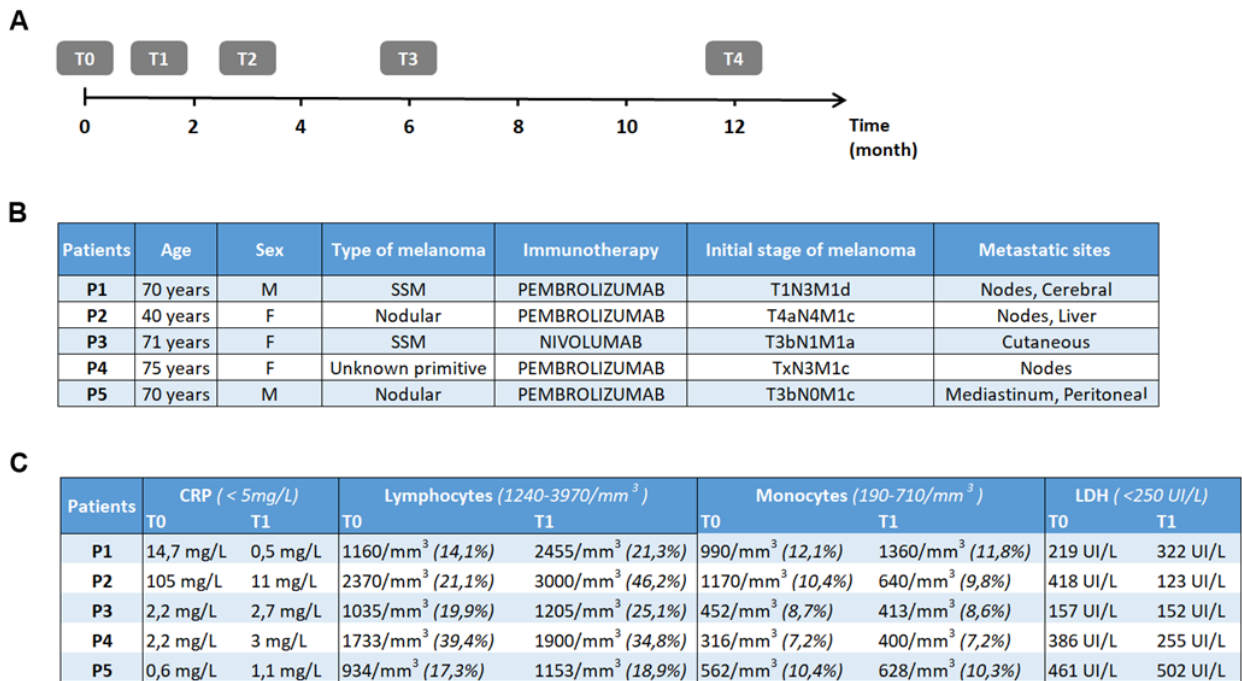 A
T0 T1 T2 T3 T4
0 2 4 6 8 10 12 Time
(month)
B
Patients Age Sex Type of melanoma Immunotherapy Initial stage of melanoma Metastatic sites
P1 70 years M SSM PEMBROLIZUMAB T1N3M1d Nodes, Cerebral
P2 40 years F Nodular PEMBROLIZUMAB T4aN4M1c Nodes, Liver
P3 71 years F SSM NIVOLUMAB T3bN1M1a Cutaneous
P4 75 years F Unknown primitive PEMBROLIZUMAB TxN3M1c Nodes
P5 70 years M Nodular PEMBROLIZUMAB T3bN0M1c Mediastinum, Peritoneal
C
Patients CRP ( < 5mg/L) Lymphocytes (1240-3970/mm³ ) Monocytes (190-710/mm³ ) LDH ( <250 UI/L)
T0 T1 T0 T1 T0 T1 T0 T1
P1 14,7 mg/L 0,5 mg/L 1160/mm³ (14,1%) 2455/mm³ (21,3%) 990/mm³ (12,1%) 1360/mm³ (11,8%) 219 UI/L 322 UI/L
P2 105 mg/L 11 mg/L 2370/mm³ (21,1%) 3000/mm³ (46,2%) 1170/mm³ (10,4%) 640/mm³ (9,8%) 418 UI/L 123 UI/L
P3 2,2 mg/L 2,7 mg/L 1035/mm³ (19,9%) 1205/mm³ (25,1%) 452/mm³ (8,7%) 413/mm³ (8,6%) 157 UI/L 152 UI/L
P4 2,2 mg/L 3 mg/L 1733/mm³ (39,4%) 1900/mm³ (34,8%) 316/mm³ (7,2%) 400/mm³ (7,2%) 386 UI/L 255 UI/L
P5 0,6 mg/L 1,1 mg/L 934/mm³ (17,3%) 1153/mm³ (18,9%) 562/mm³ (10,4%) 628/mm³ (10,3%) 461 UI/L 502 UI/L